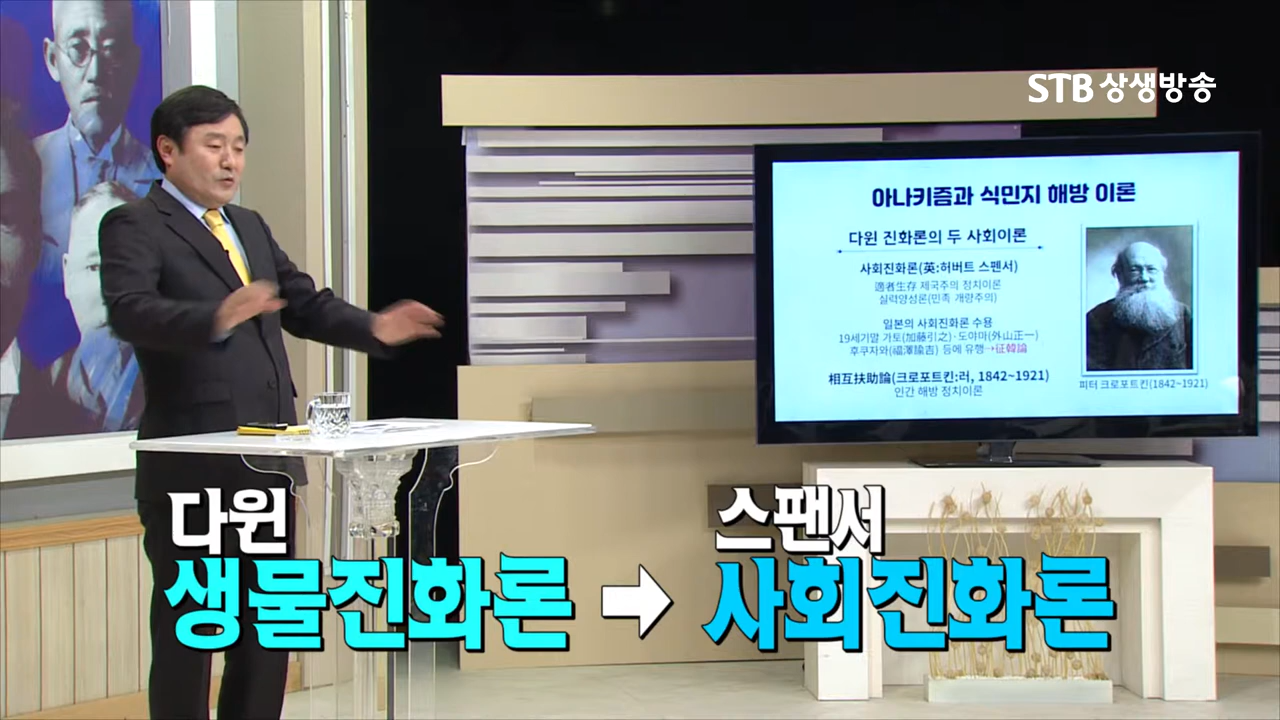 STB 상생방송
아나키즘과 식민지 해방 이론
다윈 진화론의 두 사회이론
사회진화론(英:허버트 스펜서)
適者生存 제국주의 정치이론
실력양성론(민족 개량주의)
일본의 사회진화론 수용
19세기말 가토(加藤引之)·도야마(外山正一)
후쿠자와(福澤諭吉) 등에 유행→征韓論
相互扶助論(크로포트킨:러, 1842~1921)
인간 해방 정치이론
피터 크로포트킨(1842~1921)
다윈
생물진화론
스팬서
사회진화론